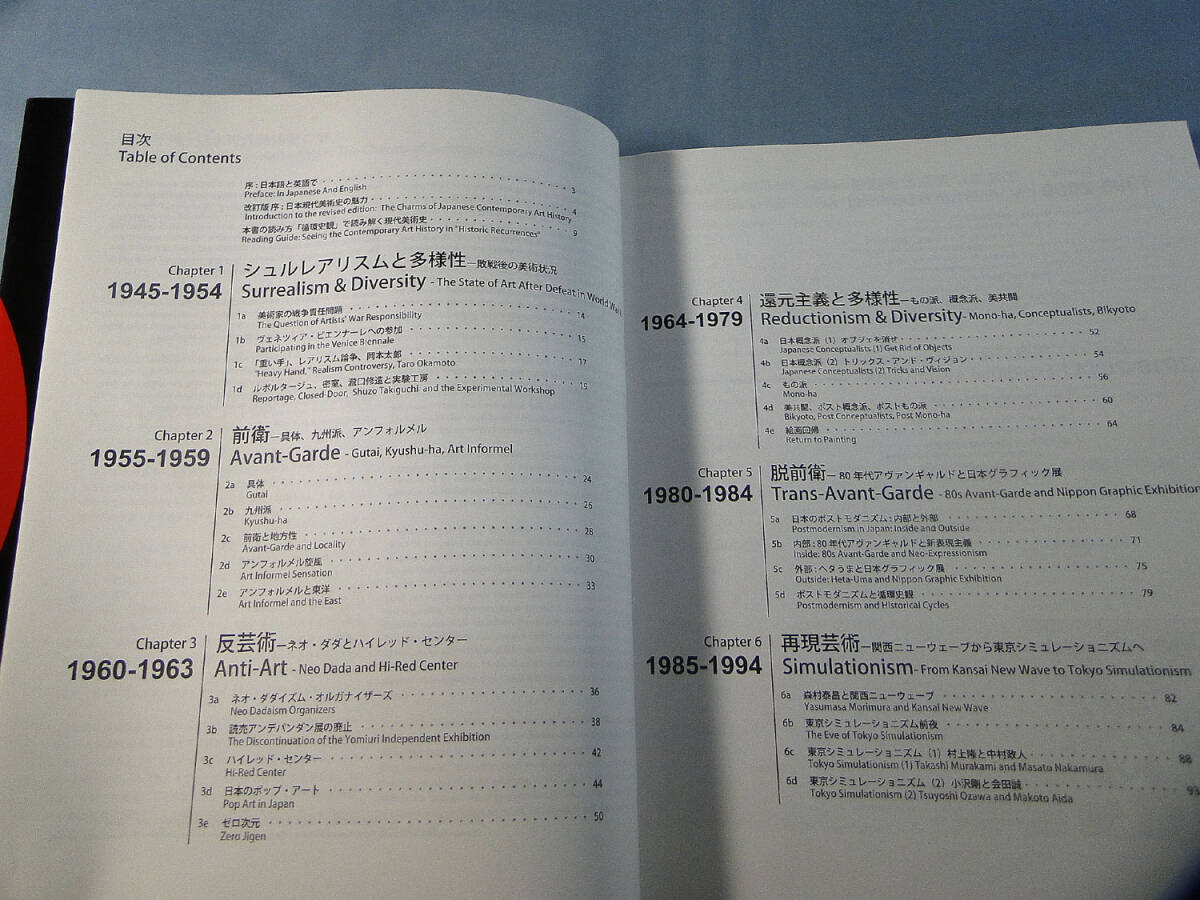 目次
Table of Contents
序：日本語と英語で ・・・ 3
Preface: In Japanese And English
改訂版 序：日本現代美術史の魅力 ・・・ 4
Introduction to the revised edition: The Charms of Japanese Contemporary Art History
本書の読み方「循環史観」で読み解く現代美術史 ・・・ 9
Reading Guide: Seeing the Contemporary Art History in "Historic Recurrences"
Chapter 1 シュルレアリスムと多様性—敗戦後の美術状況
1945-1954 Surrealism & Diversity - The State of Art After Defeat in World War
1a 美術家の戦争責任問題 ・・・ 14
The Question of Artists' War Responsibility
1b ヴェネツィア・ビエンナーレへの参加 ・・・ 15
Participating in the Venice Biennale
1c 「重い手」、レアリスム論争、岡本太郎 ・・・ 17
"Heavy Hand," Realism Controversy, Taro Okamoto
1d ルポルタージュ、密室、瀧口修造と実験工房 ・・・ 19
Reportage, Closed-Door, Shuzo Takiguchi and the Experimental Workshop
Chapter 2 前衛—具体、九州派、アンフォルメル
1955-1959 Avant-Garde - Gutai, Kyushu-ha, Art Informel
2a 具体 ・・・ 24
Gutai
2b 九州派 ・・・ 26
Kyushu-ha
2c 前衛と地方性 ・・・ 28
Avant-Garde and Locality
2d アンフォルメル旋風 ・・・ 30
Art Informel Sensation
2e アンフォルメルと東洋 ・・・ 33
Art Informel and the East
Chapter 3 反芸術—ネオ・ダダとハイレッド・センター
1960-1963 Anti-Art - Neo Dada and Hi-Red Center
3a ネオ・ダダイズム・オルガナイザーズ ・・・ 36
Neo Dadaism Organizers
3b 読売アンデパンダン展の廃止 ・・・ 38
The Discontinuation of the Yomiuri Independent Exhibition
3c ハイレッド・センター ・・・ 42
Hi-Red Center
3d 日本のポップ・アート ・・・ 44
Pop Art in Japan
3e ゼロ次元 ・・・ 50
Zero Jigen
Chapter 4 還元主義と多様性—もの派、概念派、美共闘
1964-1979 Reductionism & Diversity - Mono-ha, Conceptualists, Bikyoto
4a 日本概念派（1）オブジェを消せ ・・・ 52
Japanese Conceptualists (1) Get Rid of Objects
4b 日本概念派（2）トリックス・アンド・ヴィジョン ・・・ 54
Japanese Conceptualists (2) Tricks and Vision
4c もの派 ・・・ 56
Mono-ha
4d 美共闘、ポスト概念派、ポストもの派 ・・・ 60
Bikyoto, Post Conceptualists, Post Mono-ha
4e 絵画回帰 ・・・ 64
Return to Painting
Chapter 5 脱前衛—80年代アヴァンギャルドと日本グラフィック展
1980-1984 Trans-Avant-Garde - 80s Avant-Garde and Nippon Graphic Exhibition
5a 日本のポストモダニズム：内部と外部 ・・・ 68
Postmodernism in Japan: Inside and Outside
5b 内部：80年代アヴァンギャルドと新表現主義 ・・・ 71
Inside: 80s Avant-Garde and Neo-Expressionism
5c 外部：ヘタうまと日本グラフィック展 ・・・ 75
Outside: Heta-Uma and Nippon Graphic Exhibition
5d ポストモダニズムと循環史観 ・・・ 79
Postmodernism and Historical Cycles
Chapter 6 再現芸術—関西ニューウェーブから東京シミュレーショニズムへ
1985-1994 Simulationism - From Kansai New Wave to Tokyo Simulationism
6a 森村泰昌と関西ニューウェーブ ・・・ 82
Yasumasa Morimura and Kansai New Wave
6b 東京シミュレーショニズム前夜 ・・・ 84
The Eve of Tokyo Simulationism
6c 東京シミュレーショニズム（1）村上隆と中村政人 ・・・ 88
Tokyo Simulationism (1) Takashi Murakami and Masato Nakamura
6d 東京シミュレーショニズム（2）小沢剛と会田誠 ・・・ 93
Tokyo Simulationism (2) Tsuyoshi Ozawa and Makoto Aida